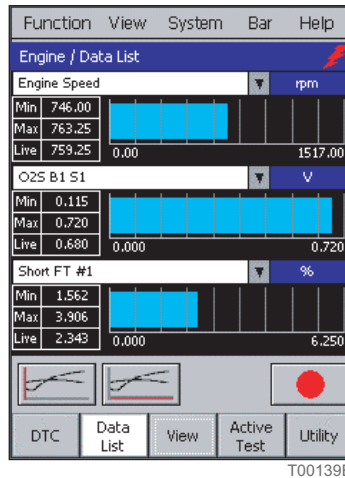 Function View System Bar Help
Engine / Data List
Engine Speed rpm
Min 746.00
Max 763.25
Live 759.25 0.00 1517.00
O2S B1 S1 V
Min 0.115
Max 0.720
Live 0.680 0.000 0.720
Short FT #1 %
Min 1.562
Max 3.906
Live 2.343 0.000 6.250
DTC Data List View Active Test Utility